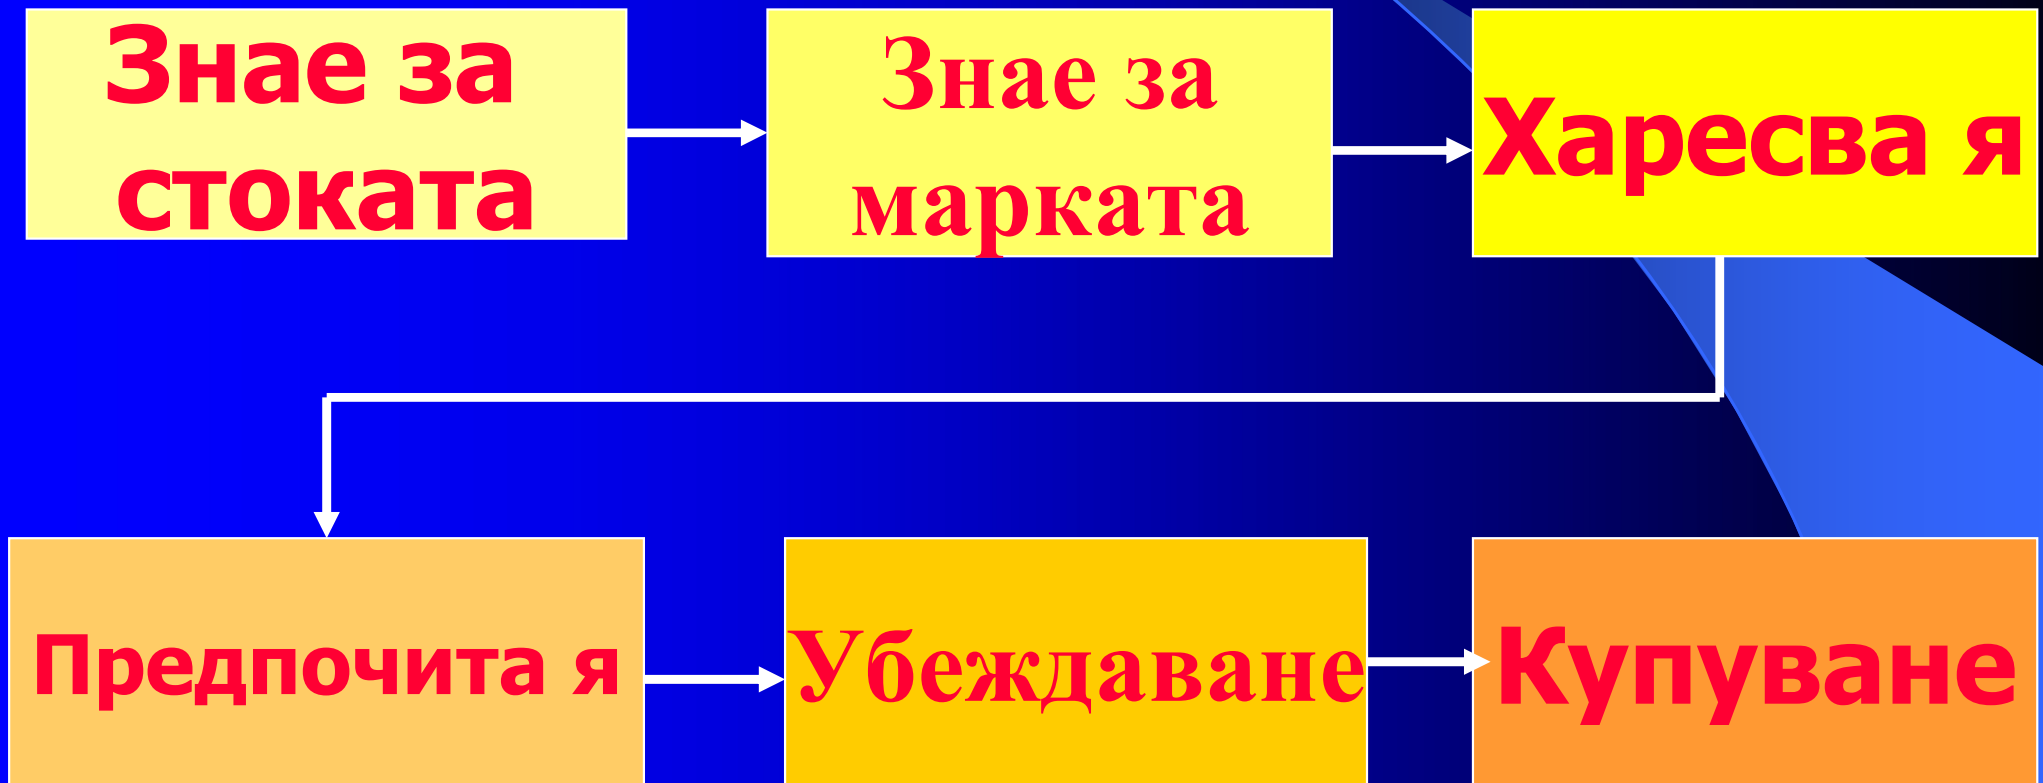 Знае за
стоката
Знае за
марката
Харесва я
Предпочита я
Убеждаване
Купуване